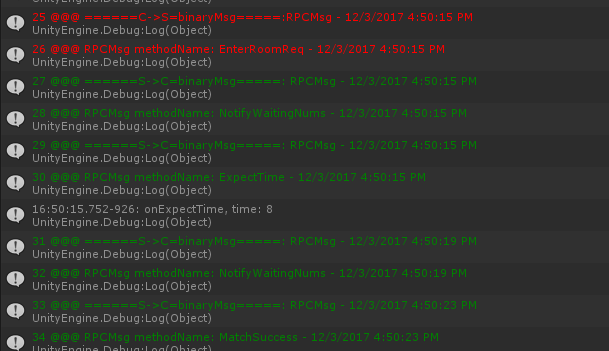 25 @@@ ======C->S=binaryMsg=====:RPCMsg - 12/3/2017 4:50:15 PM
UnityEngine.Debug:Log(Object)
26 @@@ RPCMsg methodName: EnterRoomReq - 12/3/2017 4:50:15 PM
UnityEngine.Debug:Log(Object)
27 @@@ ======S->C=binaryMsg=====: RPCMsg - 12/3/2017 4:50:15 PM
UnityEngine.Debug:Log(Object)
28 @@@ RPCMsg methodName: NotifyWaitingNums - 12/3/2017 4:50:15 PM
UnityEngine.Debug:Log(Object)
29 @@@ ======S->C=binaryMsg=====: RPCMsg - 12/3/2017 4:50:15 PM
UnityEngine.Debug:Log(Object)
30 @@@ RPCMsg methodName: ExpectTime - 12/3/2017 4:50:15 PM
UnityEngine.Debug:Log(Object)
16:50:15.752-926: onExpectTime, time: 8
UnityEngine.Debug:Log(Object)
31 @@@ ======S->C=binaryMsg=====: RPCMsg - 12/3/2017 4:50:19 PM
UnityEngine.Debug:Log(Object)
32 @@@ RPCMsg methodName: NotifyWaitingNums - 12/3/2017 4:50:19 PM
UnityEngine.Debug:Log(Object)
33 @@@ ======S->C=binaryMsg=====: RPCMsg - 12/3/2017 4:50:23 PM
UnityEngine.Debug:Log(Object)
34 @@@ RPCMsg methodName: MatchSuccess - 12/3/2017 4:50:23 PM
UnityEngine.Debug:Log(Object)